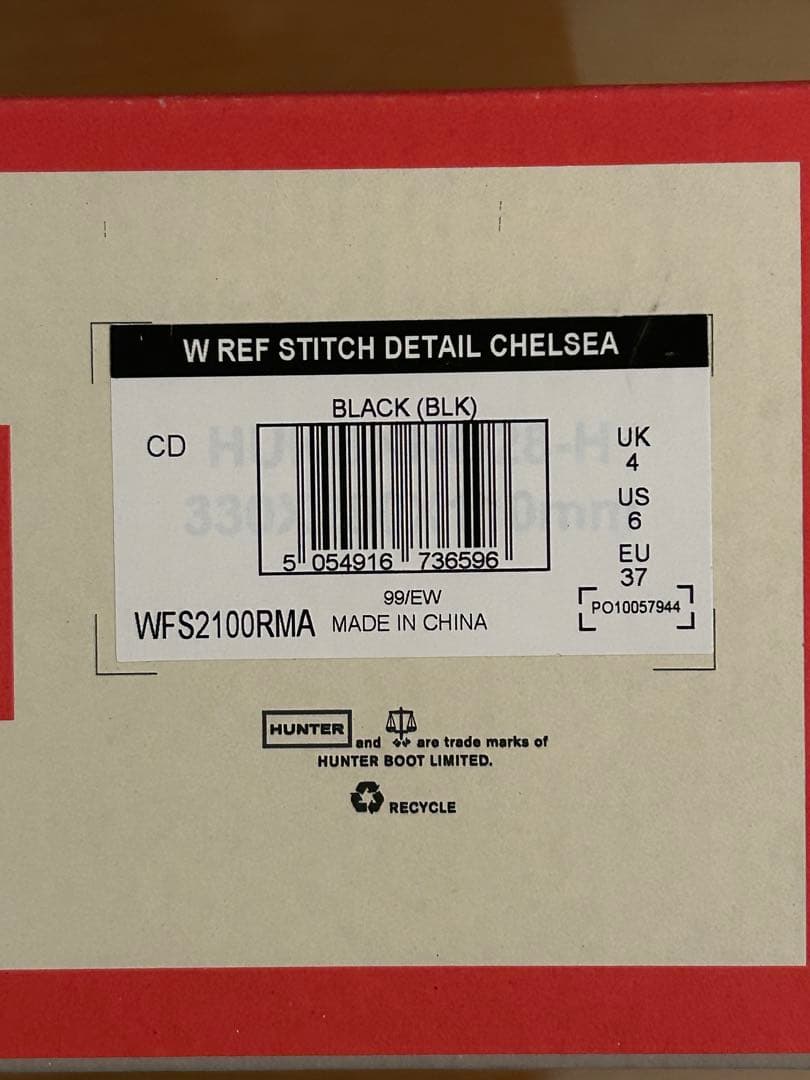 W REF STITCH DETAIL CHELSEA
BLACK (BLK)
CD
5 054916 736596
UK
4
US
6
EU
37
99/EW
WFS2100RMA MADE IN CHINA
PO10057944
HUNTER and are trade marks of
HUNTER BOOT LIMITED.
RECYCLE